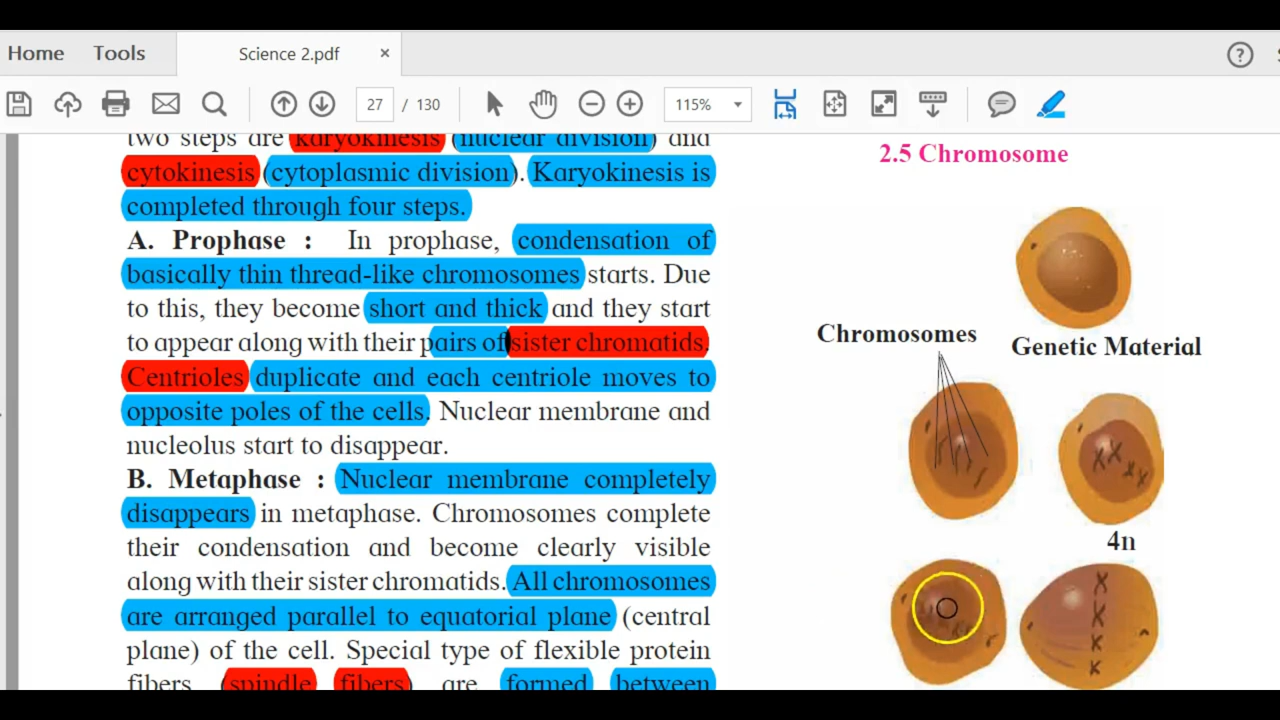 Home Tools Science 2.pdf ×
27 / 130 115%
two steps are karyokinesis (nuclear division) and
cytokinesis (cytoplasmic division). Karyokinesis is
completed through four steps.
A. Prophase : In prophase, condensation of
basically thin thread-like chromosomes starts. Due
to this, they become short and thick and they start
to appear along with their pairs of sister chromatids.
Centrioles duplicate and each centriole moves to
opposite poles of the cells. Nuclear membrane and
nucleolus start to disappear.
B. Metaphase : Nuclear membrane completely
disappears in metaphase. Chromosomes complete
their condensation and become clearly visible
along with their sister chromatids. All chromosomes
are arranged parallel to equatorial plane (central
plane) of the cell. Special type of flexible protein
fibers (spindle fibers) are formed between
2.5 Chromosome
Chromosomes
Genetic Material
4n